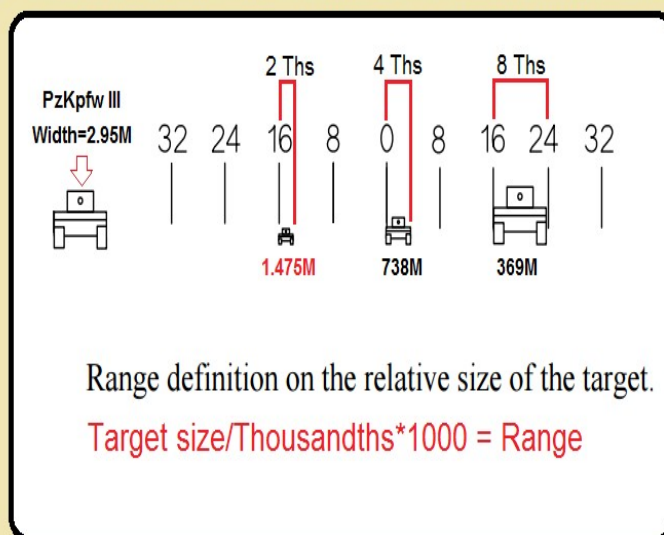 2 Ths 4 Ths 8 Ths
PzKpfw III
Width=2.95M
32 24 16 8 0 8 16 24 32
1.475M 738M 369M
Range definition on the relative size of the target.
Target size/Thousandths*1000 = Range